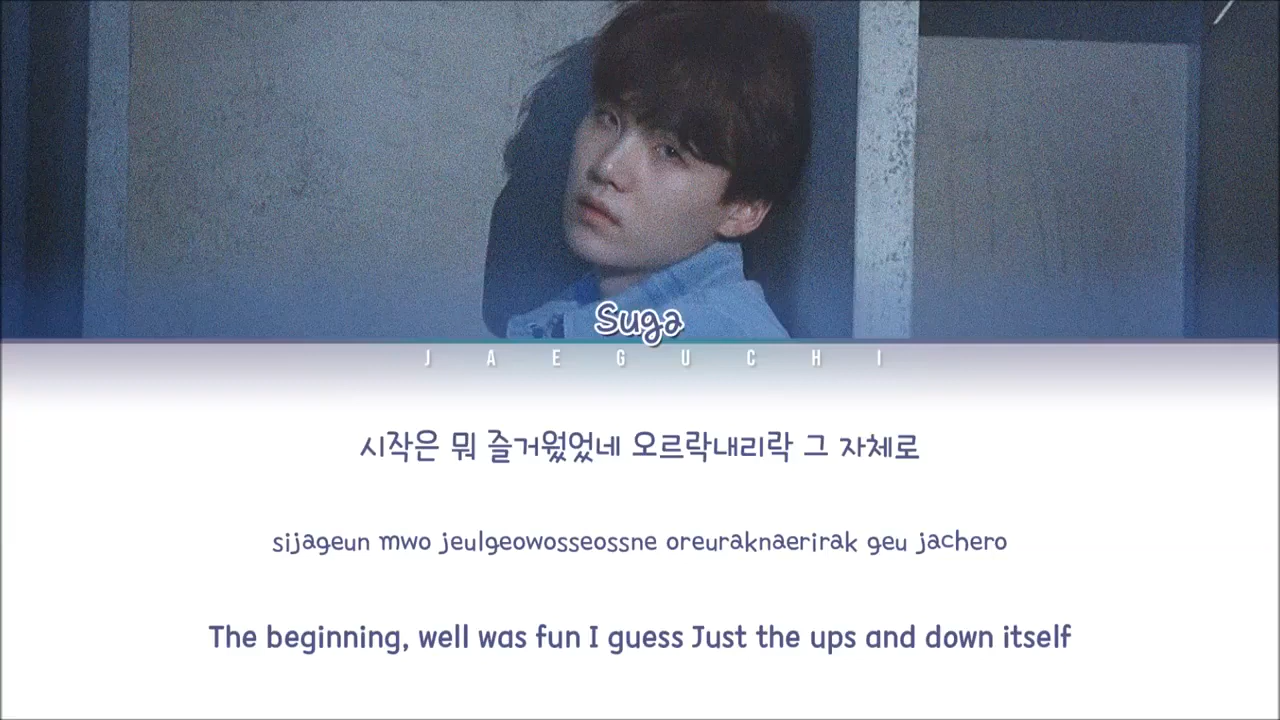 Suga
JAEGUCHI
시작은 뭐 즐거웠었네 오르락내리락 그 자체로
sijageun mwo jeulgeowosseossne oreuraknaerirak geu jachero
The beginning, well was fun I guess Just the ups and down itself